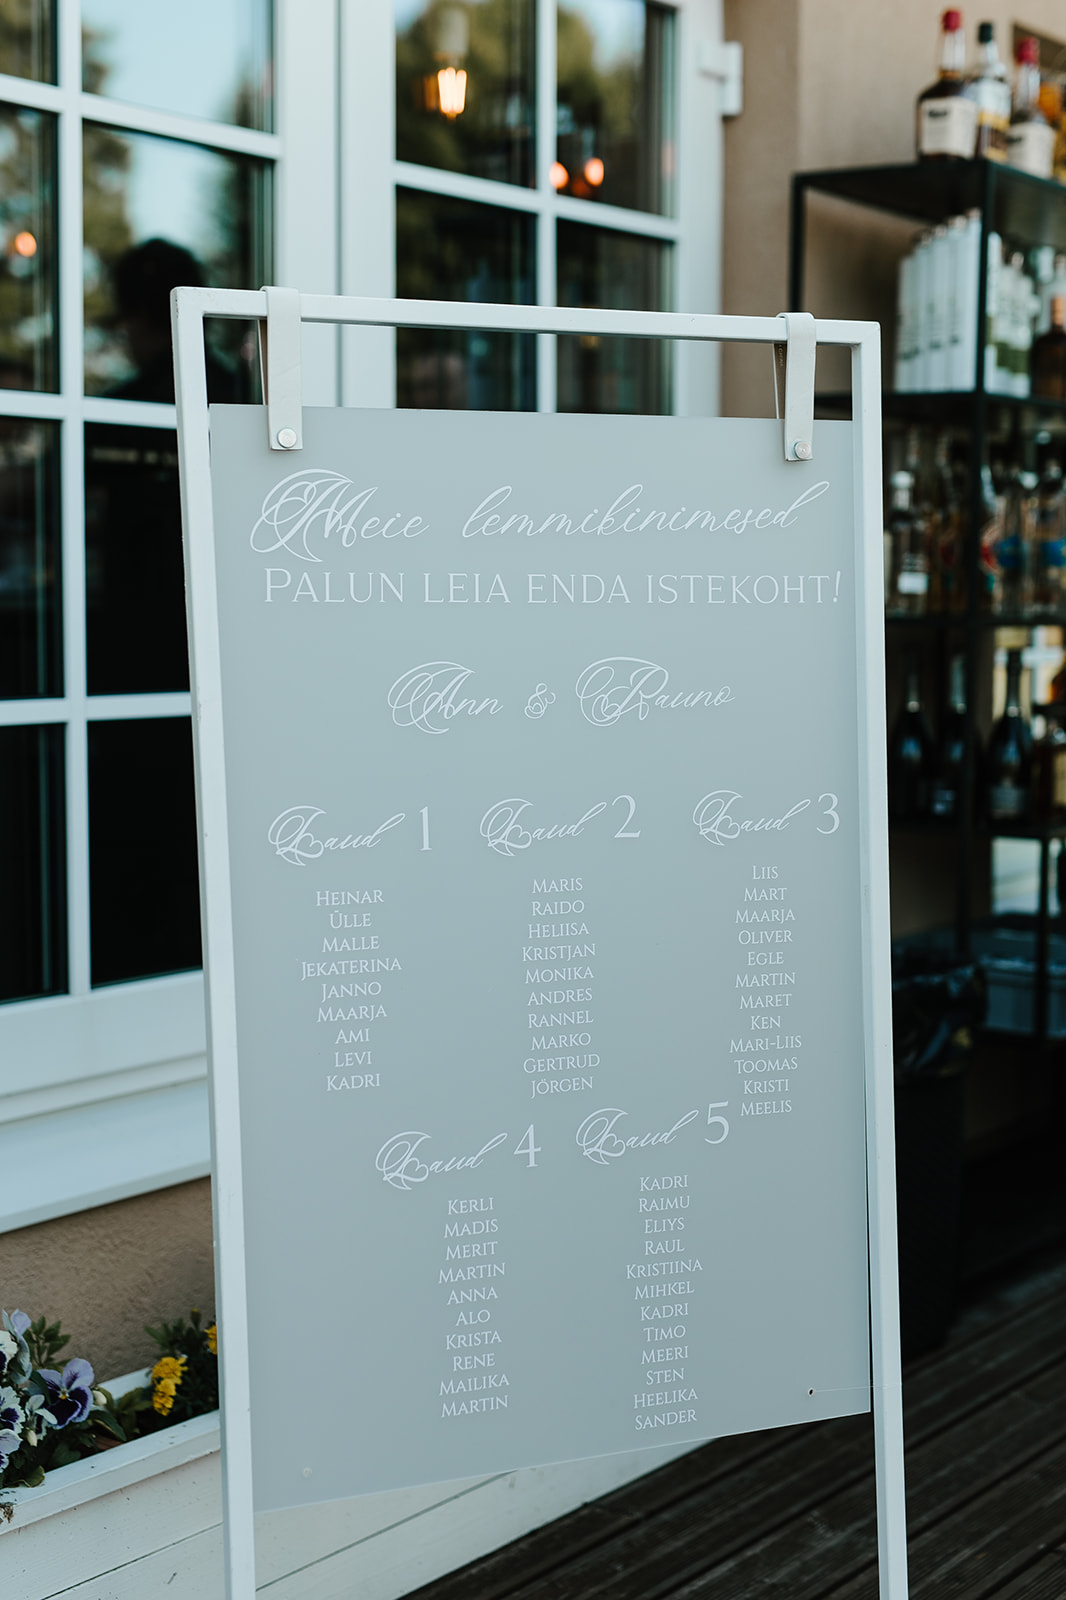 Meie lemmikinimesed
PALUN LEIA ENDA ISTEKOHT!
Ann & Rauno
Laud 1
HEINAR
ÜLLE
MALLE
JEKATERINA
JANNO
MAARJA
AMI
LEVI
KADRI
Laud 2
MARIS
RAIDO
HELIISA
KRISTJAN
MONIKA
ANDRES
RANNEL
MARKO
GERTRUD
JÖRGEN
Laud 3
LIIS
MART
MAARJA
OLIVER
EGLE
MARTIN
MARET
KEN
MARI-LIIS
TOOMAS
KRISTI
MEELIS
Laud 4
KERLI
MADIS
MERIT
MARTIN
ANNA
ALO
KRISTA
RENE
MAILIKA
MARTIN
Laud 5
KADRI
RAIMU
ELIYS
RAUL
KRISTIINA
MIHKEL
KADRI
TIMO
MEERI
STEN
HEELIKA
SANDER